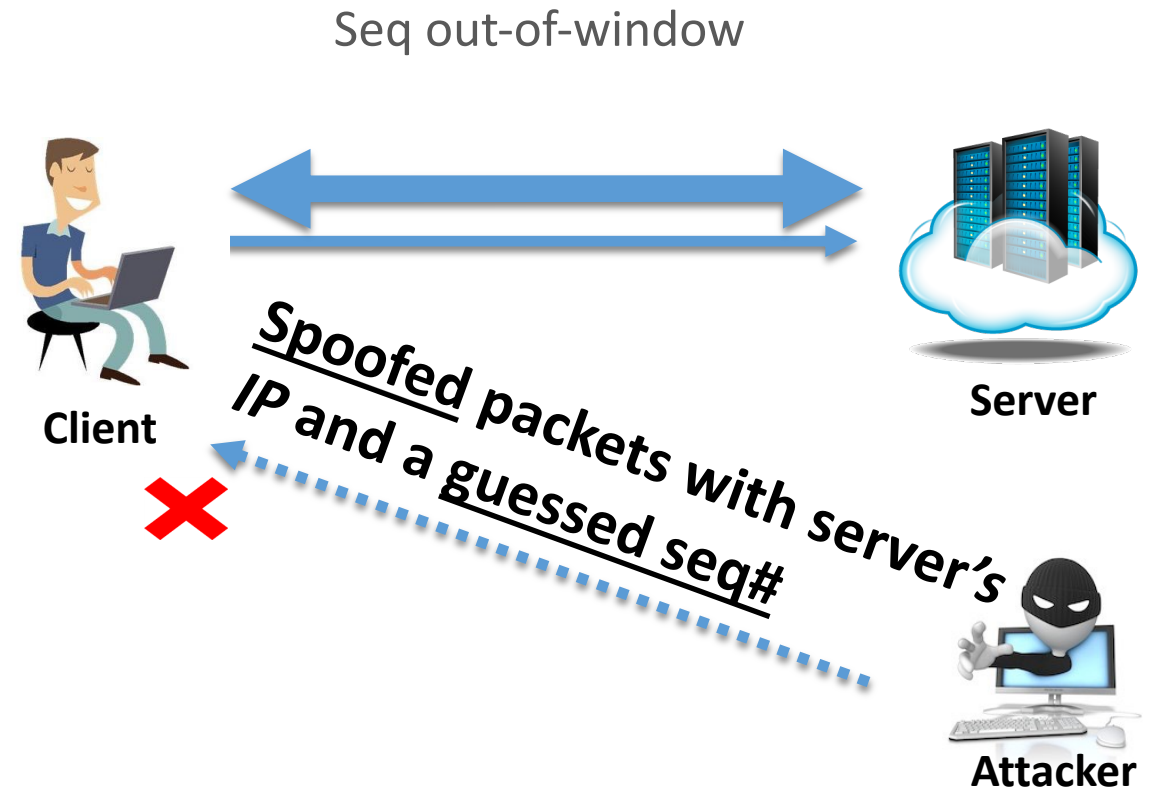 Seq out-of-window
Spoofed packets with server’s
IP and a guessed seq#
Client
Server
Attacker